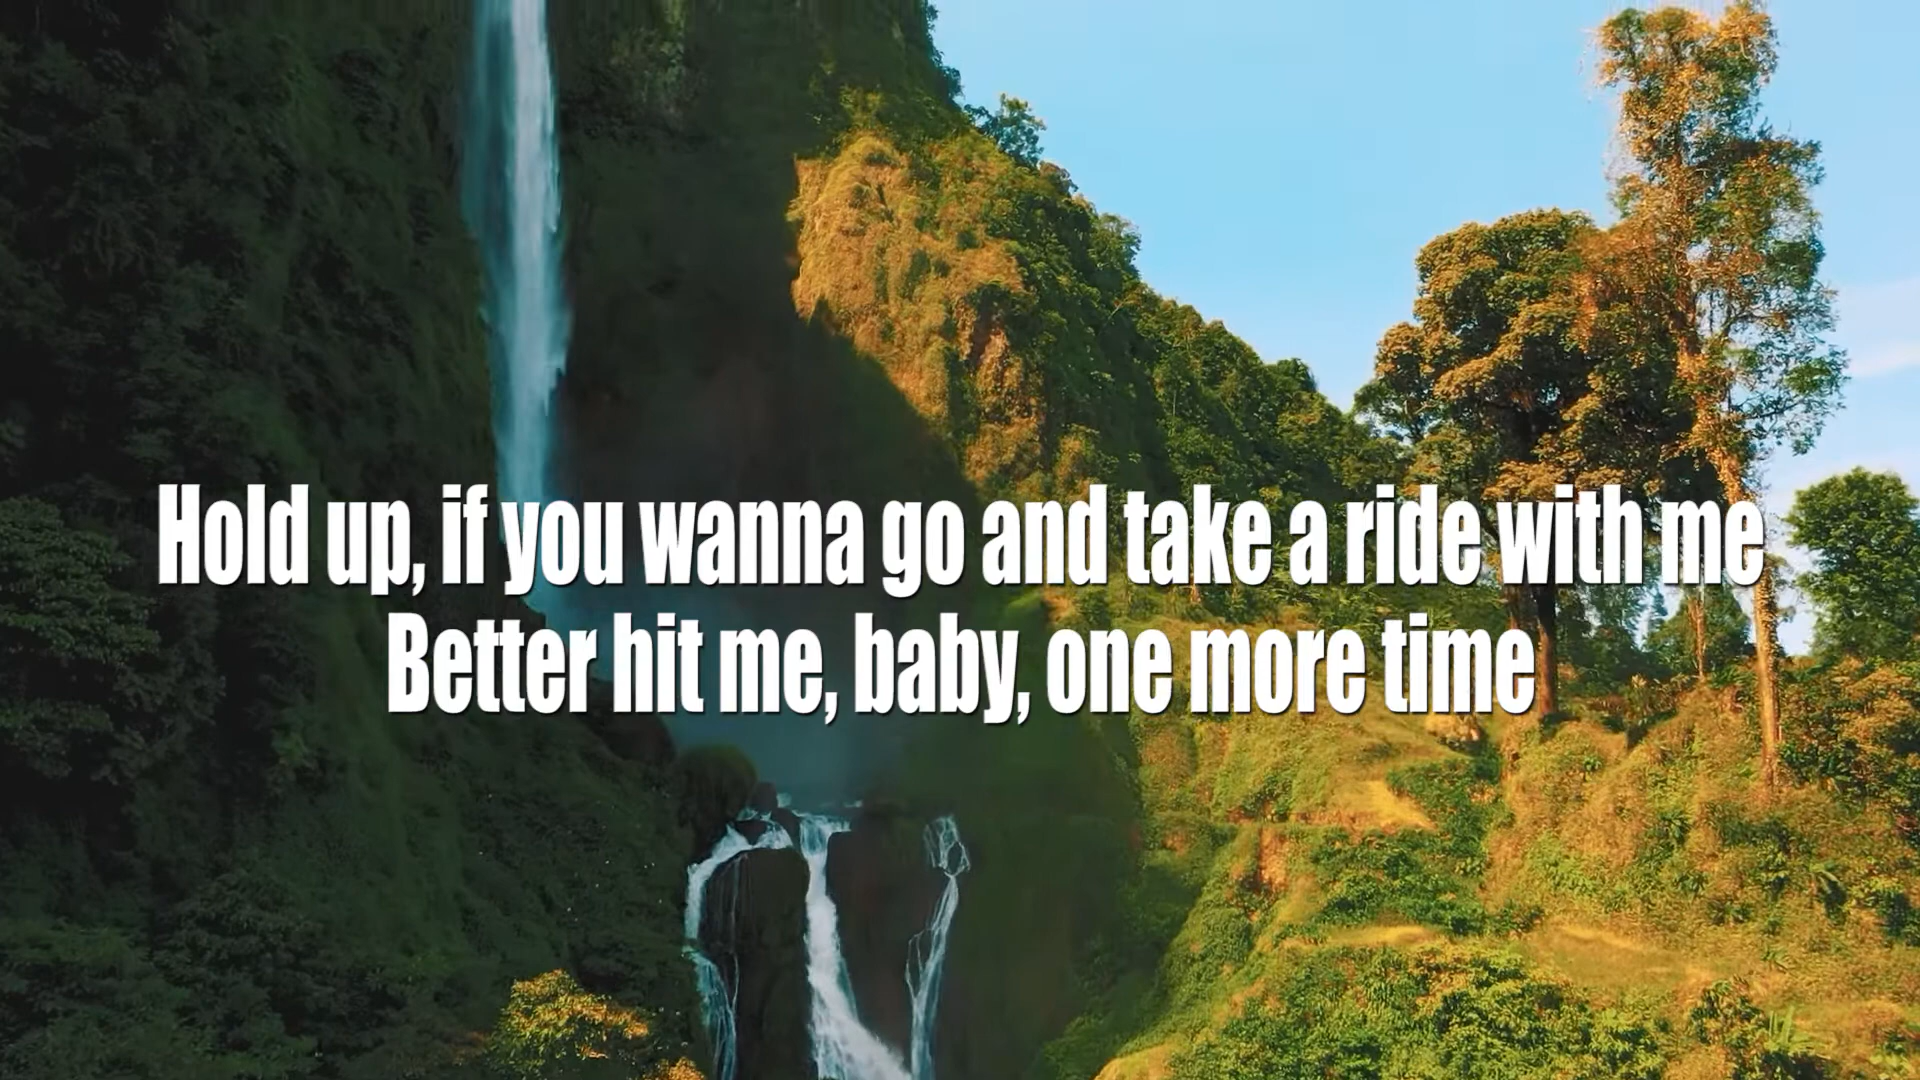 Hold up, if you wanna go and take a ride with me
Better hit me, baby, one more time